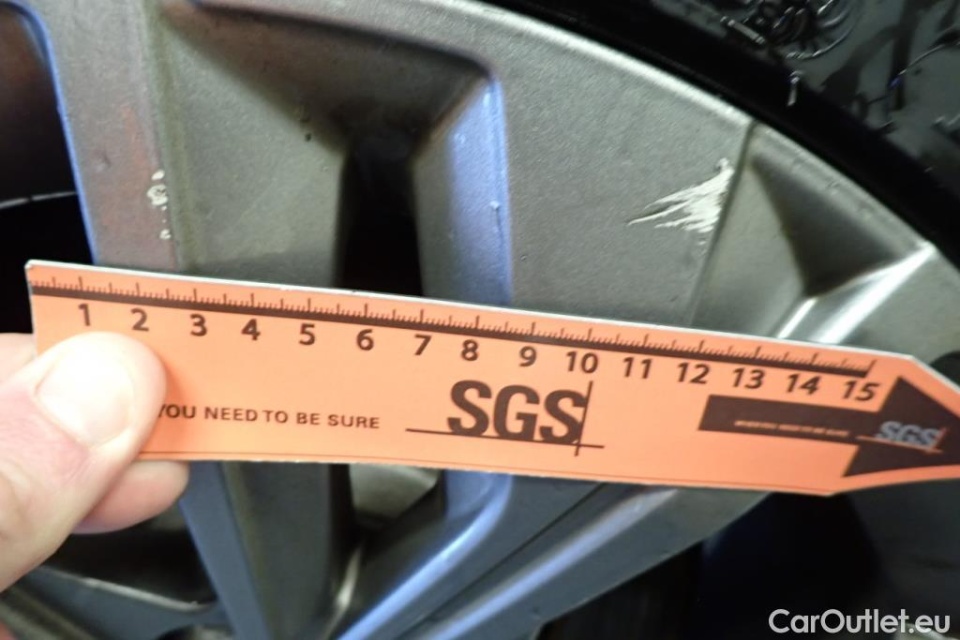 1 2 3 4 5 6 7 8 9 10 11 12 13 14 15
YOU NEED TO BE SURE
SGS
SGS
CarOutlet.eu